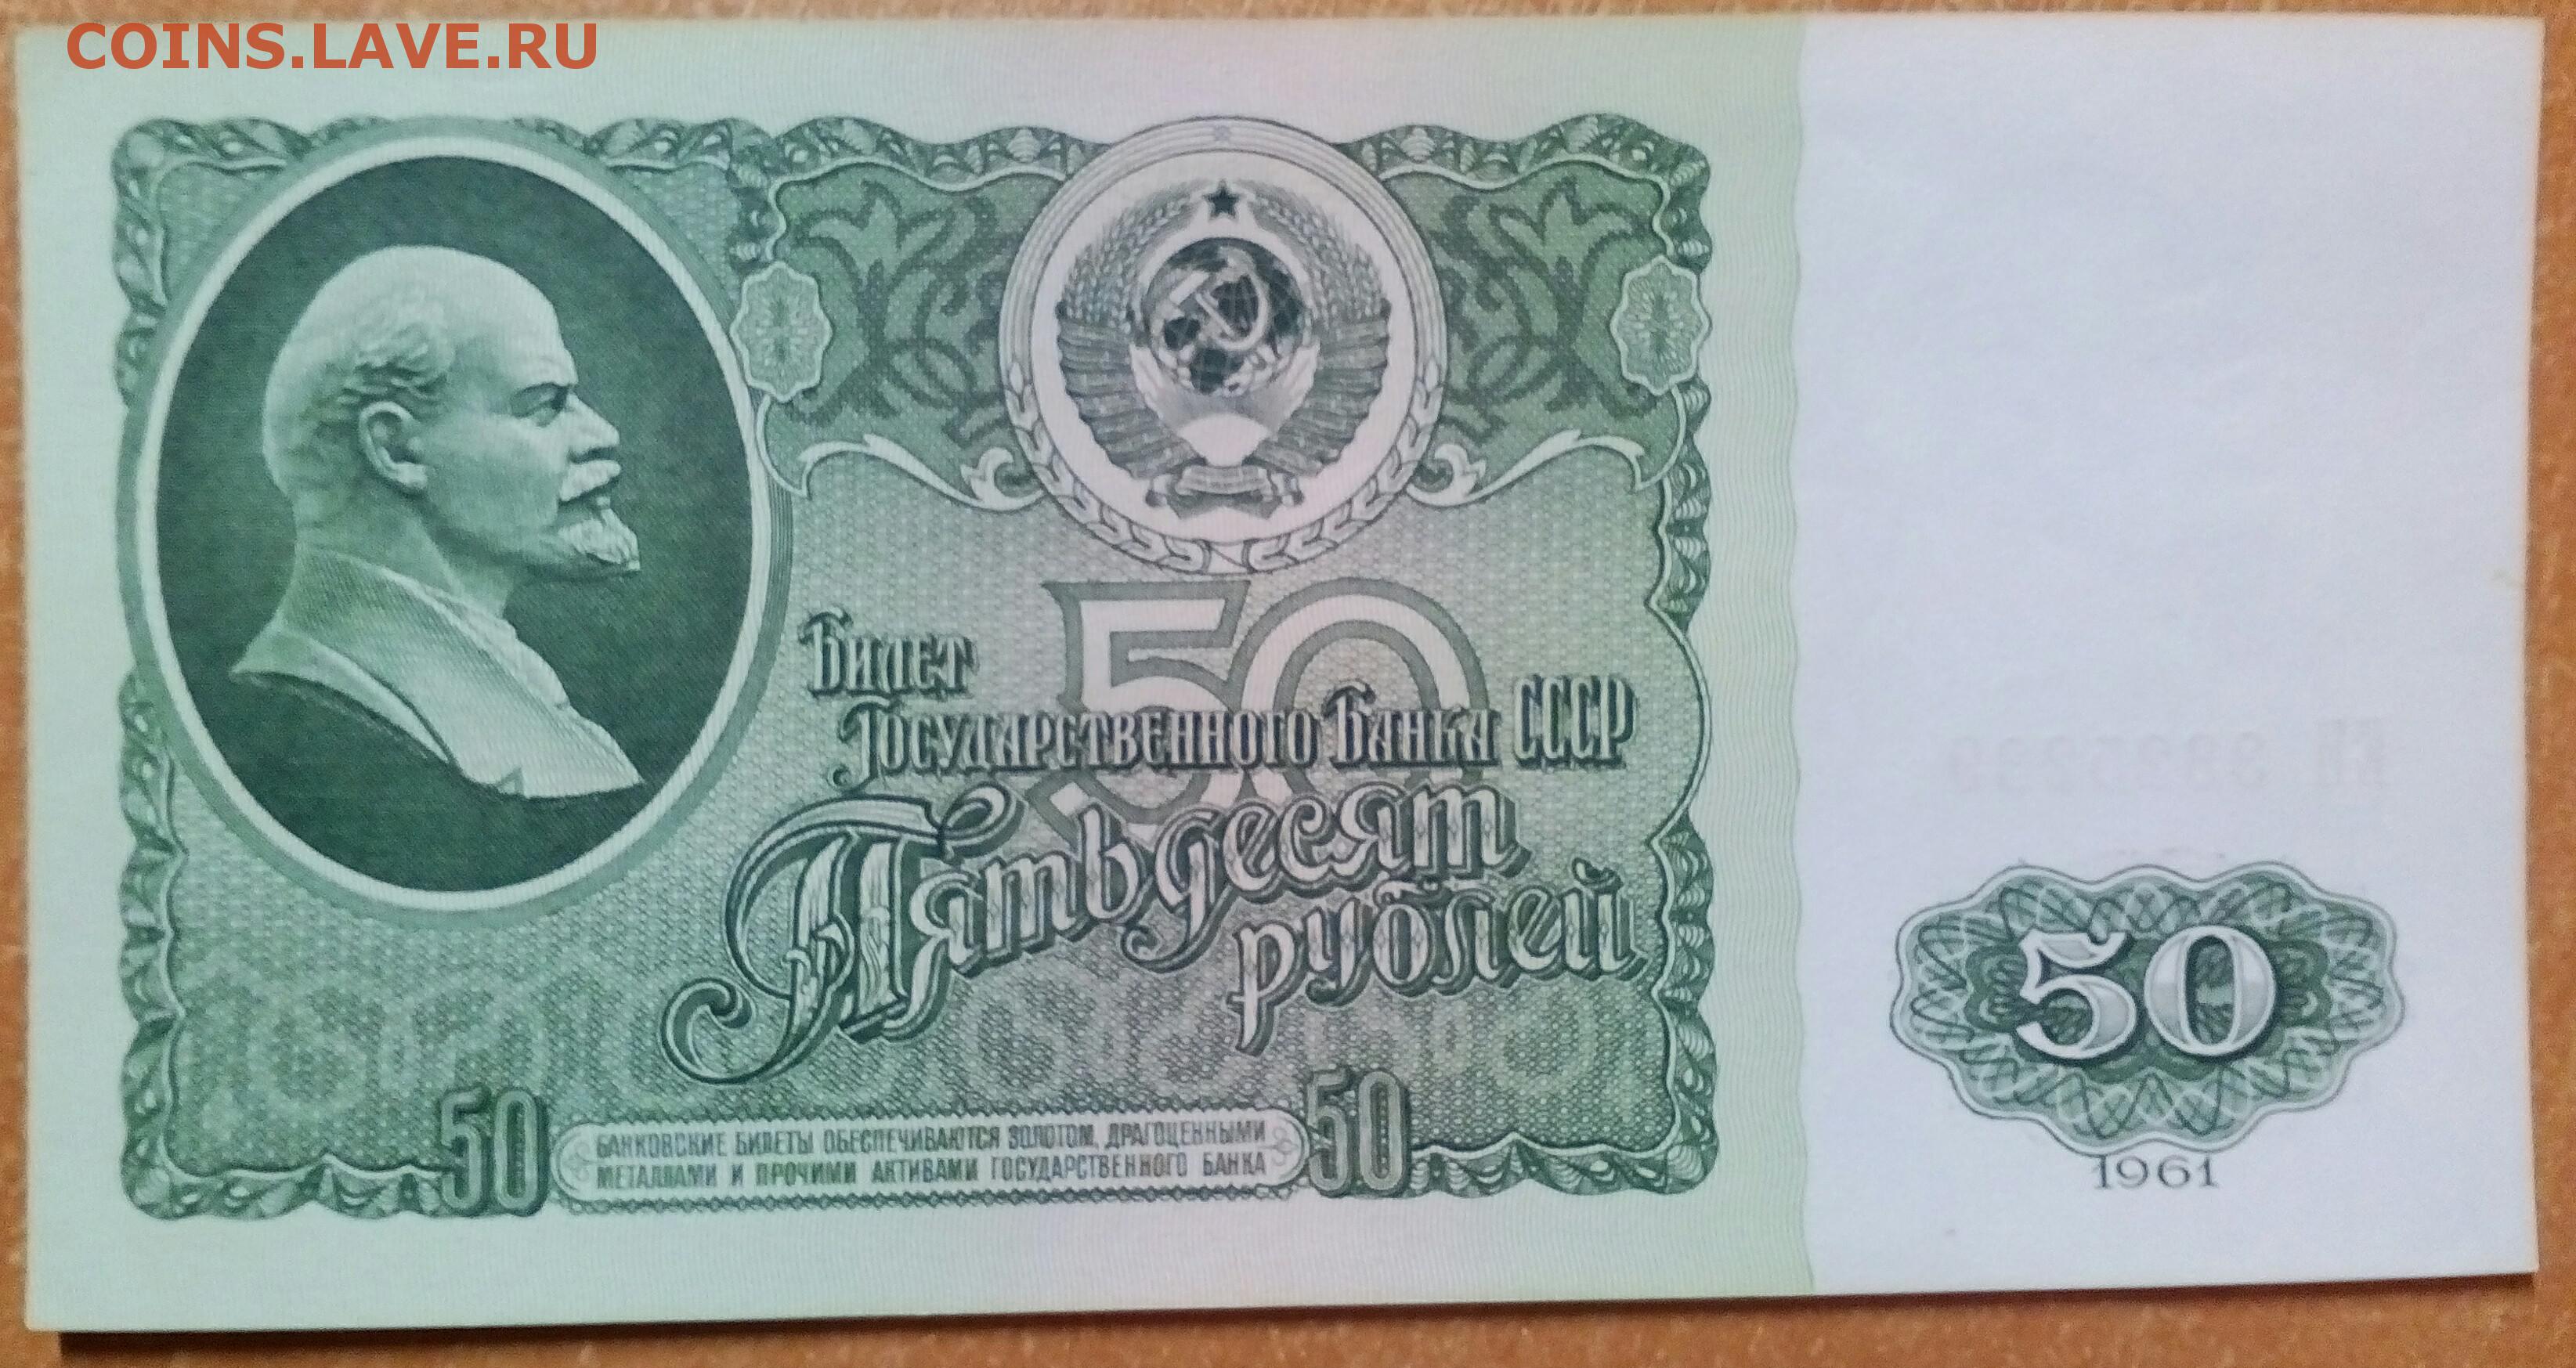 COINS.LAVE.RU
50
Билет
Государственного Банка СССР
Пятьдесят
рублей
50
50
БАНКОВСКИЕ БИЛЕТЫ ОБЕСПЕЧИВАЮТСЯ ЗОЛОТОМ, ДРАГОЦЕННЫМИ
МЕТАЛЛАМИ И ПРОЧИМИ АКТИВАМИ ГОСУДАРСТВЕННОГО БАНКА
50
1961